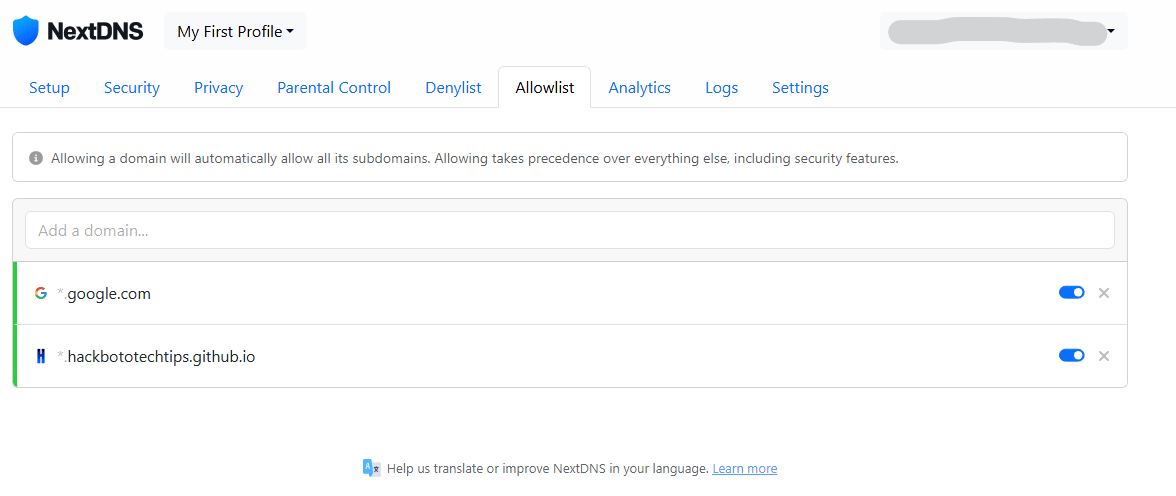 NextDNS My First Profile
Setup Security Privacy Parental Control Denylist Allowlist Analytics Logs Settings
Allowing a domain will automatically allow all its subdomains. Allowing takes precedence over everything else, including security features.
Add a domain...
*.google.com
*.hackbototechtips.github.io
Help us translate or improve NextDNS in your language. Learn more